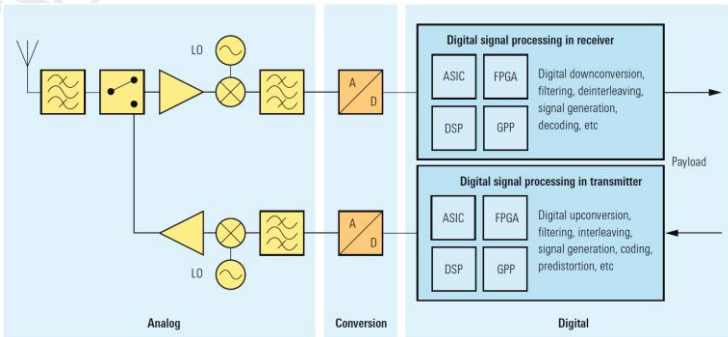 LO
A
D
Digital signal processing in receiver
ASIC
FPGA
DSP
GPP
Digital downconversion,
filtering, deinterleaving,
signal generation,
decoding, etc
Payload
LO
A
D
Digital signal processing in transmitter
ASIC
FPGA
DSP
GPP
Digital upconversion,
filtering, interleaving,
signal generation, coding,
predistortion, etc
Analog
Conversion
Digital